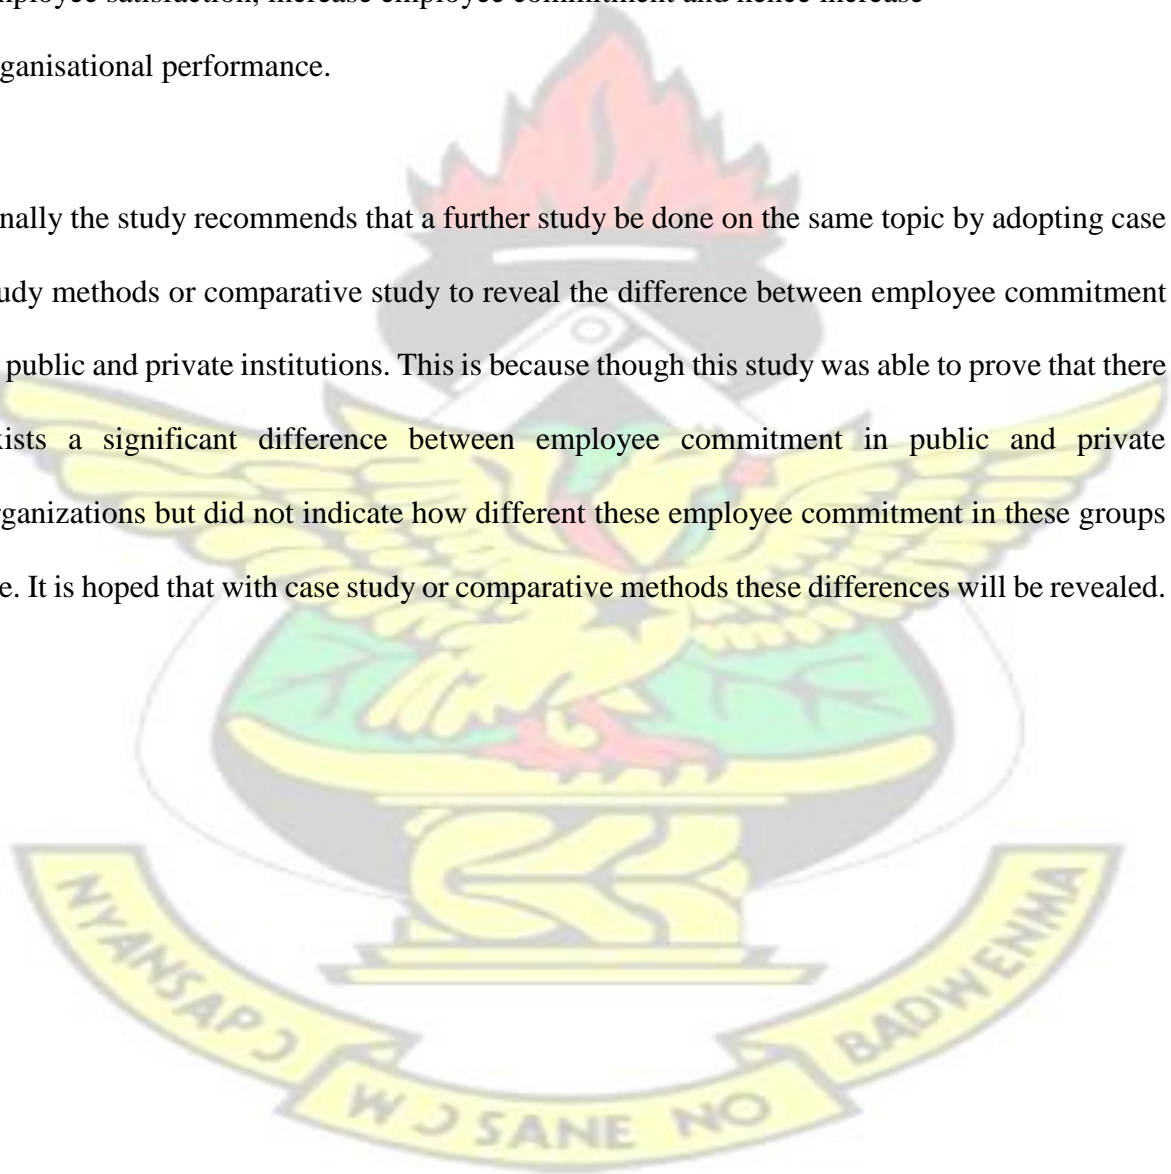 mployee satisfaction, increase employee commitment and hence increase
ganisational performance.
nally the study recommends that a further study be done on the same topic by adopting case
udy methods or comparative study to reveal the difference between employee commitment
public and private institutions. This is because though this study was able to prove that there
xists a significant difference between employee commitment in public and private
rganizations but did not indicate how different these employee commitment in these groups
e. It is hoped that with case study or comparative methods these differences will be revealed.
NYANSAPƆ WƆSANE NO BADWENMA